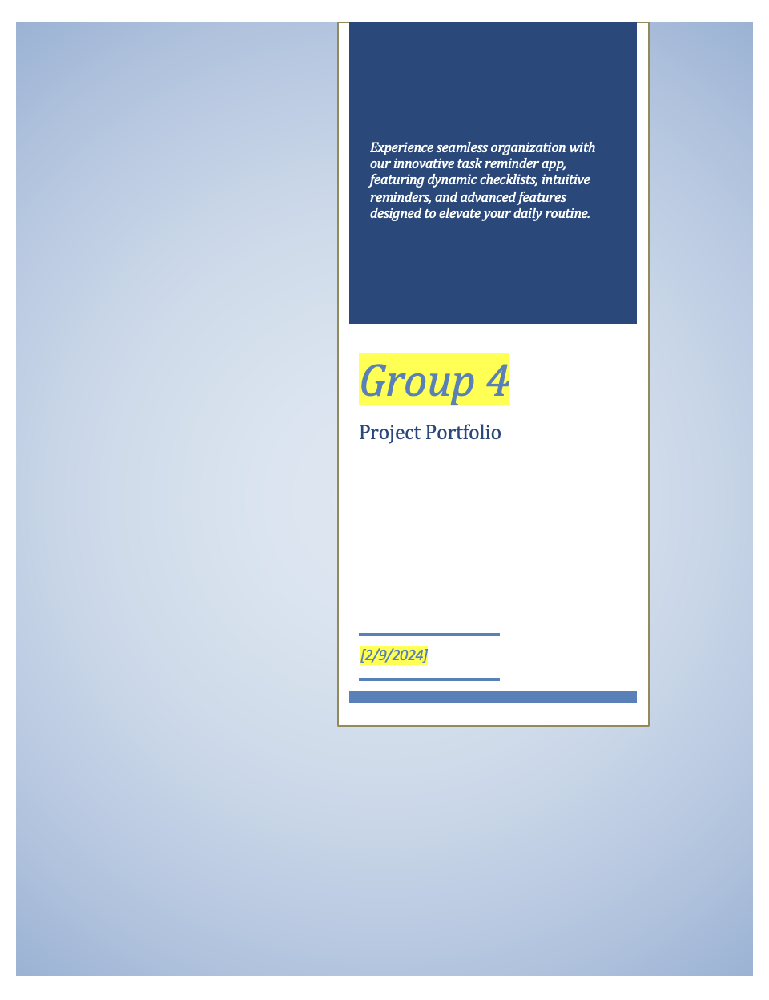 Experience seamless organization with
our innovative task reminder app,
featuring dynamic checklists, intuitive
reminders, and advanced features
designed to elevate your daily routine.
Group 4
Project Portfolio
[2/9/2024]